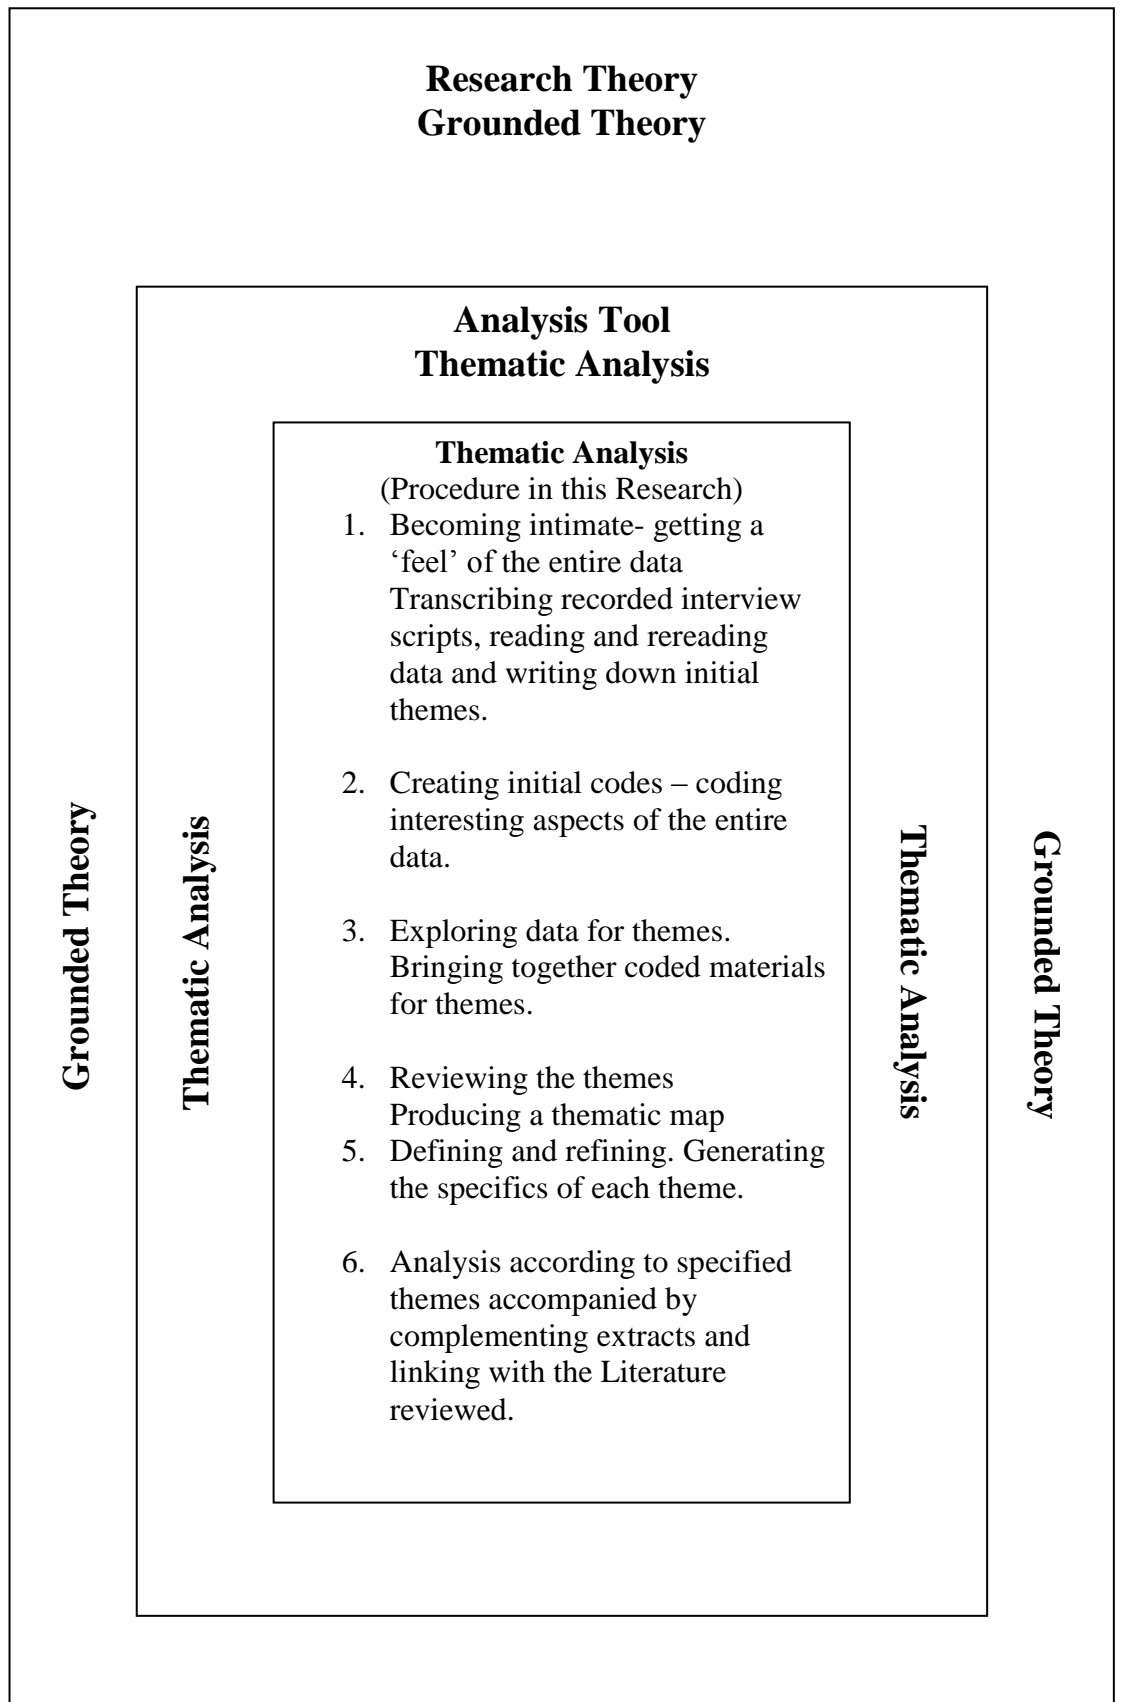 Research Theory
Grounded Theory
Analysis Tool
Thematic Analysis
Thematic Analysis
(Procedure in this Research)
1. Becoming intimate- getting a
‘feel’ of the entire data
Transcribing recorded interview
scripts, reading and rereading
data and writing down initial
themes.
2. Creating initial codes – coding
interesting aspects of the entire
data.
3. Exploring data for themes.
Bringing together coded materials
for themes.
4. Reviewing the themes
Producing a thematic map
5. Defining and refining. Generating
the specifics of each theme.
6. Analysis according to specified
themes accompanied by
complementing extracts and
linking with the Literature
reviewed.
Grounded Theory
Thematic Analysis
Thematic Analysis
Grounded Theory